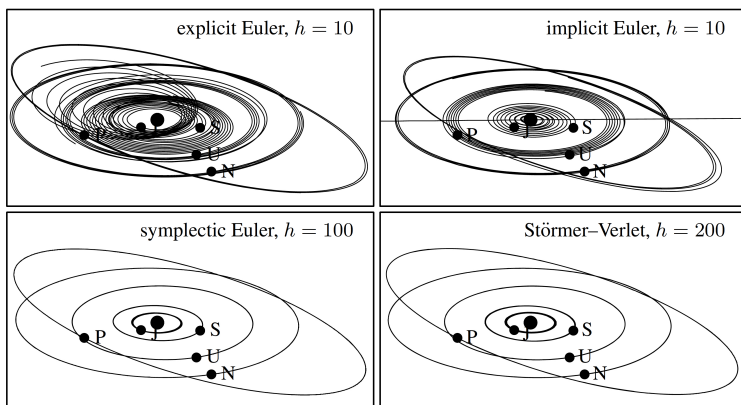 explicit Euler, h = 10
P
J
S
U
N
implicit Euler, h = 10
P
J
S
U
N
symplectic Euler, h = 100
P
J
S
U
N
Störmer–Verlet, h = 200
P
J
S
U
N